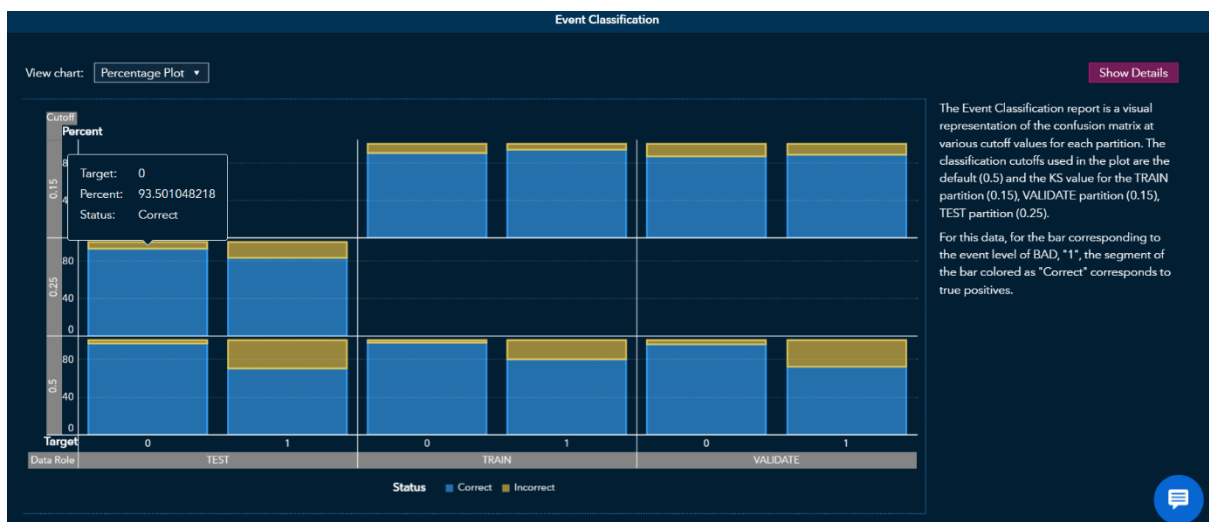 Event Classification
View chart: Percentage Plot
Show Details
Cutoff
Percent
0.15
8
4
Target: 0
Percent: 93.501048218
Status: Correct
0.25
80
40
0
0.5
80
40
0
Target 0 1 0 1 0 1
Data Role TEST TRAIN VALIDATE
Status Correct Incorrect
The Event Classification report is a visual
representation of the confusion matrix at
various cutoff values for each partition. The
classification cutoffs used in the plot are the
default (0.5) and the KS value for the TRAIN
partition (0.15), VALIDATE partition (0.15),
TEST partition (0.25).
For this data, for the bar corresponding to
the event level of BAD, "1", the segment of
the bar colored as "Correct" corresponds to
true positives.